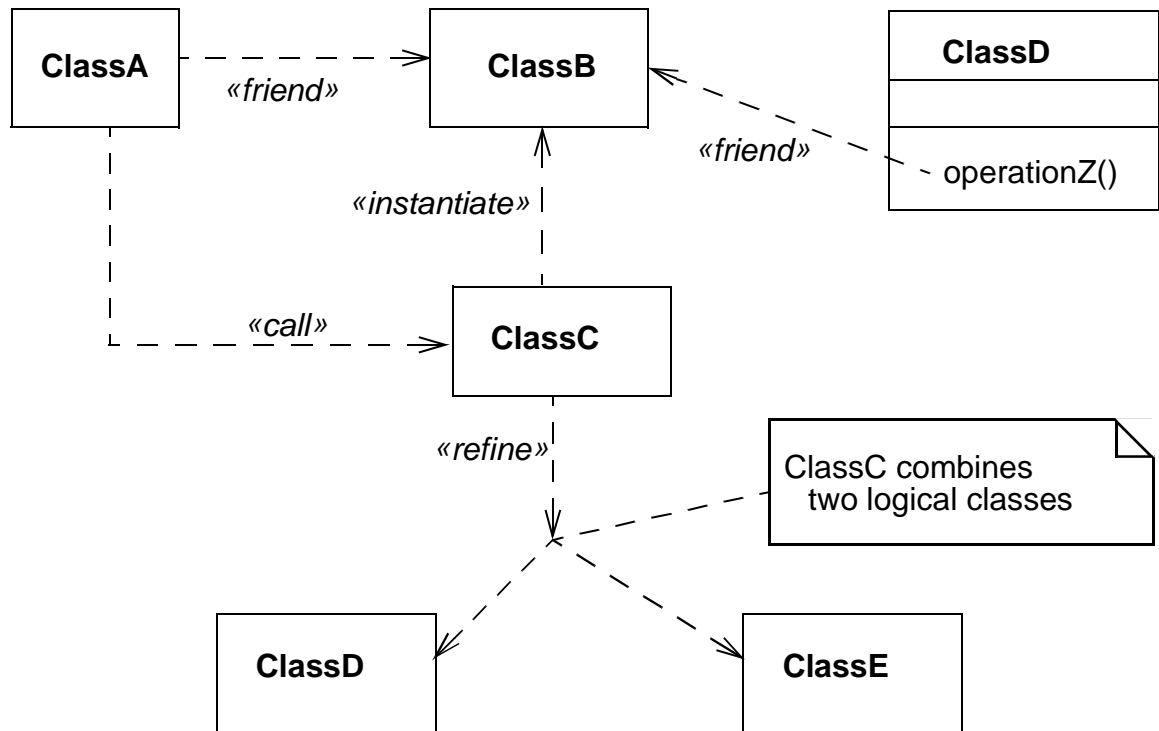 ClassA
ClassB
ClassD
«friend»
«friend»
operationZ()
«instantiate»
«call»
ClassC
«refine»
ClassC combines
two logical classes
ClassD
ClassE